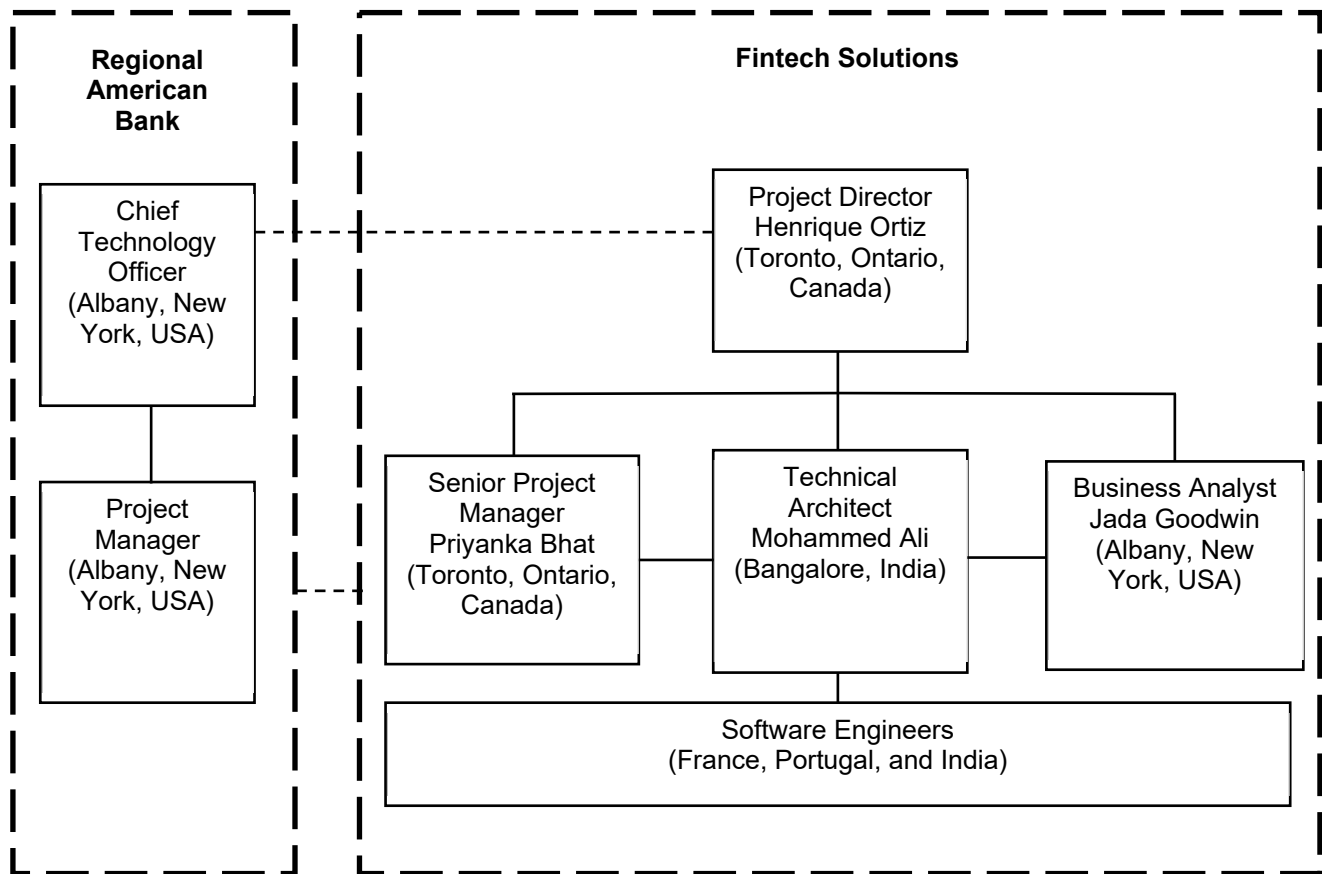 Regional
American
Bank
Fintech Solutions
Chief
Technology
Officer
(Albany, New
York, USA)
Project Director
Henrique Ortiz
(Toronto, Ontario,
Canada)
Project
Manager
(Albany, New
York, USA)
Senior Project
Manager
Priyanka Bhat
(Toronto, Ontario,
Canada)
Technical
Architect
Mohammed Ali
(Bangalore, India)
Business Analyst
Jada Goodwin
(Albany, New
York, USA)
Software Engineers
(France, Portugal, and India)